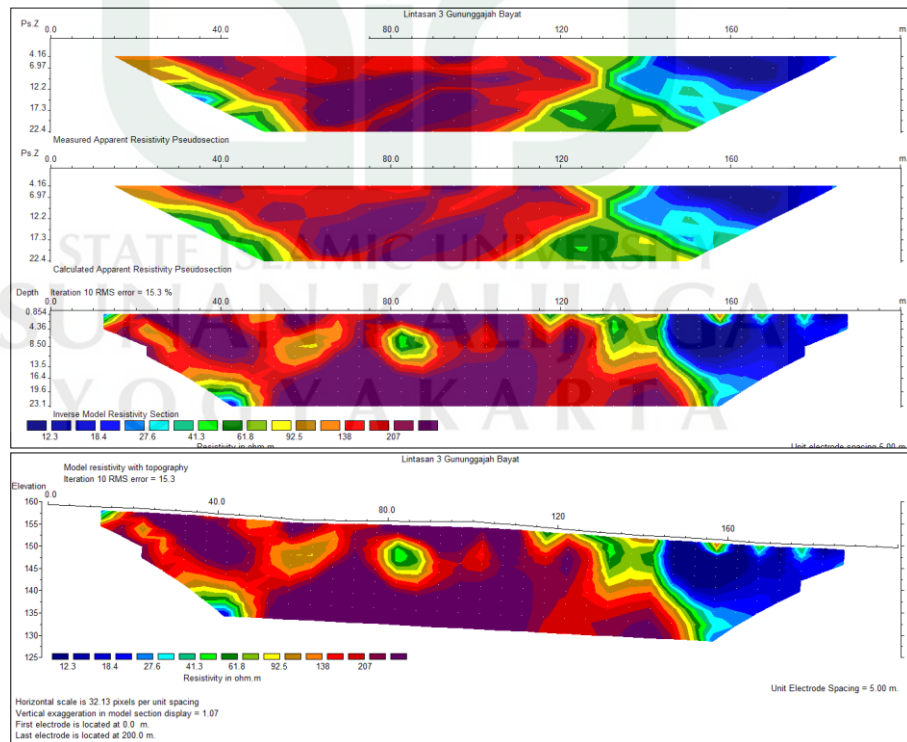 Lintasan 3 Gununggajah Bayat
Ps.Z 0.0 40.0 80.0 120 160 m.
4.16
6.97
12.2
17.3
22.4
Measured Apparent Resistivity Pseudosection
Ps.Z 0.0 40.0 80.0 120 160 m.
4.16
6.97
12.2
17.3
22.4
Calculated Apparent Resistivity Pseudosection
STATE ISLAMIC UNIVERSITY
Depth Iteration 10 RMS error = 15.3 %
0.0 40.0 80.0 120 160 m.
0.854
4.36
8.50
13.5
16.4
19.6
23.1
SUNAN KALIJAGA
YOGYAKARTA
Inverse Model Resistivity Section
12.3 18.4 27.6 41.3 61.8 92.5 138 207
Resistivity in ohm.m
Unit electrode spacing 5.00 m.
Lintasan 3 Gununggajah Bayat
Model resistivity with topography
Iteration 10 RMS error = 15.3
Elevation
0.0 40.0 80.0 120 160
160
155
150
145
140
135
130
125
12.3 18.4 27.6 41.3 61.8 92.5 138 207
Resistivity in ohm.m
Unit Electrode Spacing = 5.00 m.
Horizontal scale is 32.13 pixels per unit spacing
Vertical exaggeration in model section display = 1.07
First electrode is located at 0.0 m.
Last electrode is located at 200.0 m.